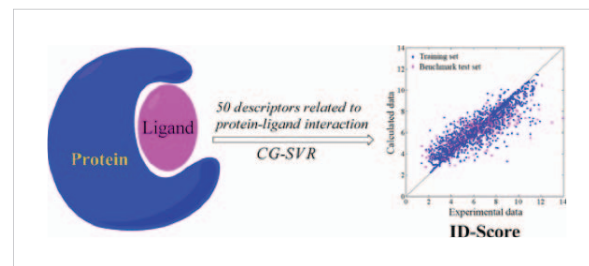 Protein
Ligand
50 descriptors related to
protein-ligand interaction
CG-SVR
Training set
Benchmark test set
Calculated data
14
12
10
8
6
4
2
0
0 2 4 6 8 10 12 14
Experimental data
ID-Score